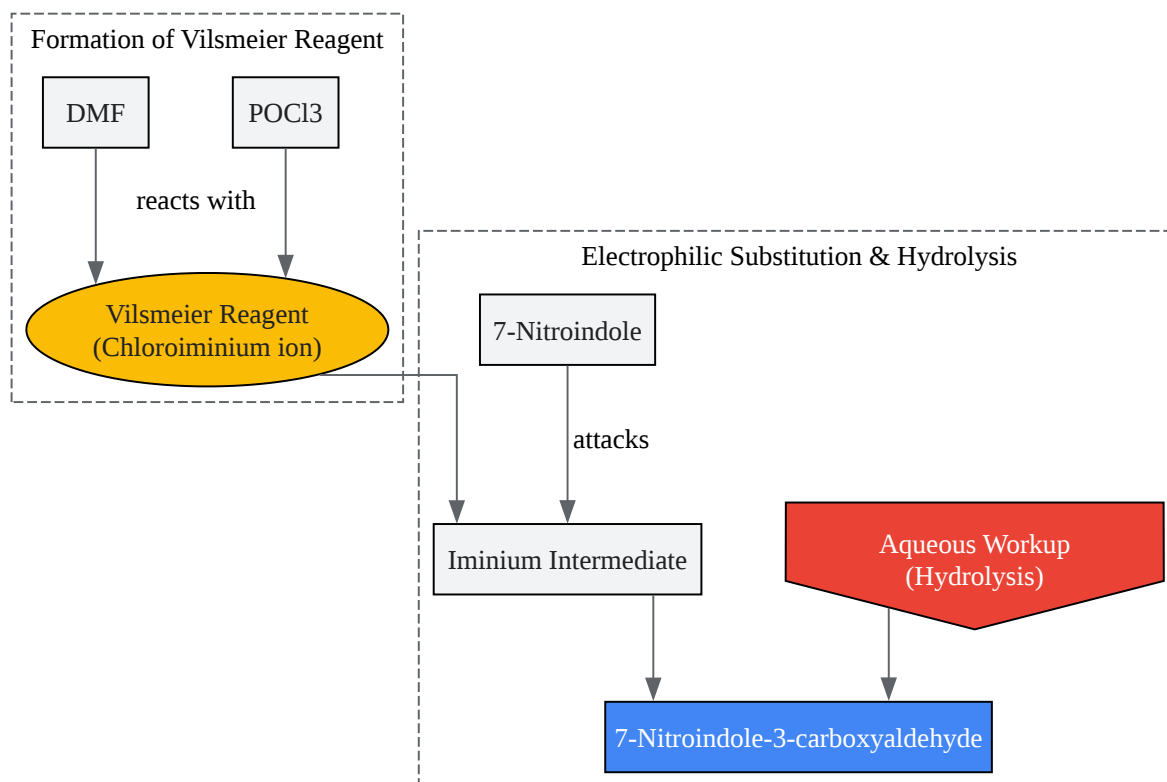 Formation of Vilsmeier Reagent
DMF
POCl3
reacts with
Vilsmeier Reagent
(Chloroiminium ion)
Electrophilic Substitution & Hydrolysis
7-Nitroindole
attacks
Iminium Intermediate
Aqueous Workup
(Hydrolysis)
7-Nitroindole-3-carboxyaldehyde